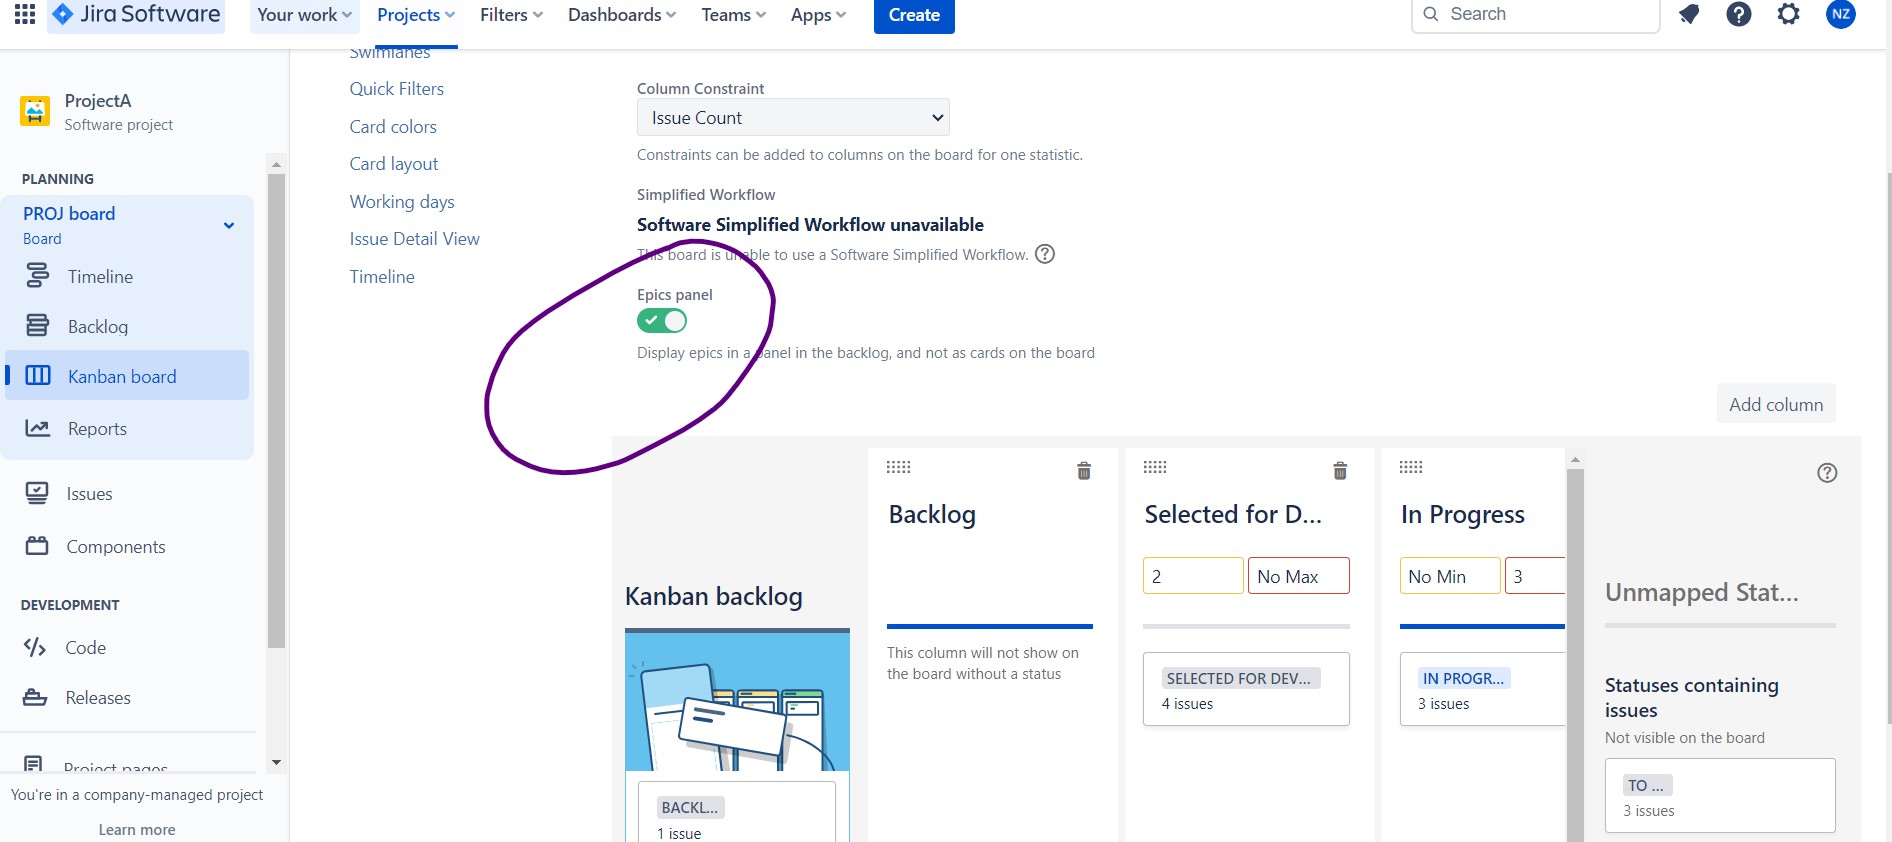 Jira Software
Your work
Projects
Filters
Dashboards
Teams
Apps
Create
Search
NZ
ProjectA
Software project
PLANNING
PROJ board
Board
Timeline
Backlog
Kanban board
Reports
Issues
Components
DEVELOPMENT
Code
Releases
Project pages
You're in a company-managed project
Learn more
Swimlanes
Quick Filters
Card colors
Card layout
Working days
Issue Detail View
Timeline
Column Constraint
Issue Count
Constraints can be added to columns on the board for one statistic.
Simplified Workflow
Software Simplified Workflow unavailable
This board is unable to use a Software Simplified Workflow.
Epics panel
Display epics in a panel in the backlog, and not as cards on the board
Add column
Kanban backlog
BACKL...
1 issue
Backlog
This column will not show on
the board without a status
Selected for D...
2
No Max
SELECTED FOR DEV...
4 issues
In Progress
No Min
3
IN PROGR...
3 issues
Unmapped Stat...
Statuses containing
issues
Not visible on the board
TO ...
3 issues